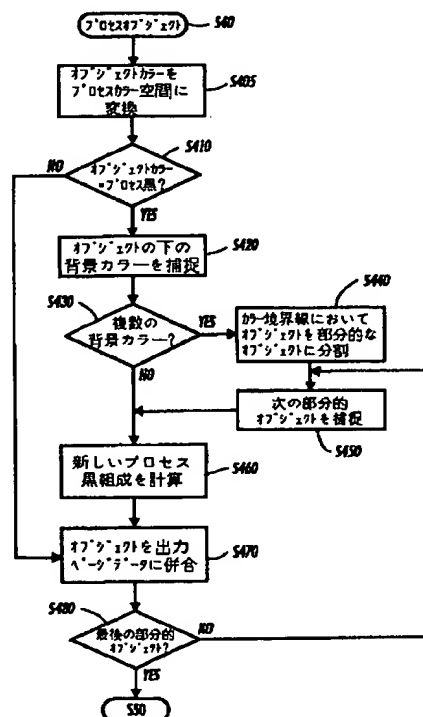 プロセスオブジェクト
S40
オブジェクトカラーを
プロセスカラー空間に
変換
S405
オブジェクトカラー
=プロセス黒?
S410
NO
YES
オブジェクトの下の
背景カラーを捕捉
S420
複数の
背景カラー?
S430
YES
NO
カラー境界線において
オブジェクトを部分的な
オブジェクトに分割
S440
次の部分的
オブジェクトを捕捉
S450
新しいプロセス
黒組成を計算
S460
オブジェクトを出力
ページデータに併合
S470
最後の部分的
オブジェクト?
S480
NO
YES
S50